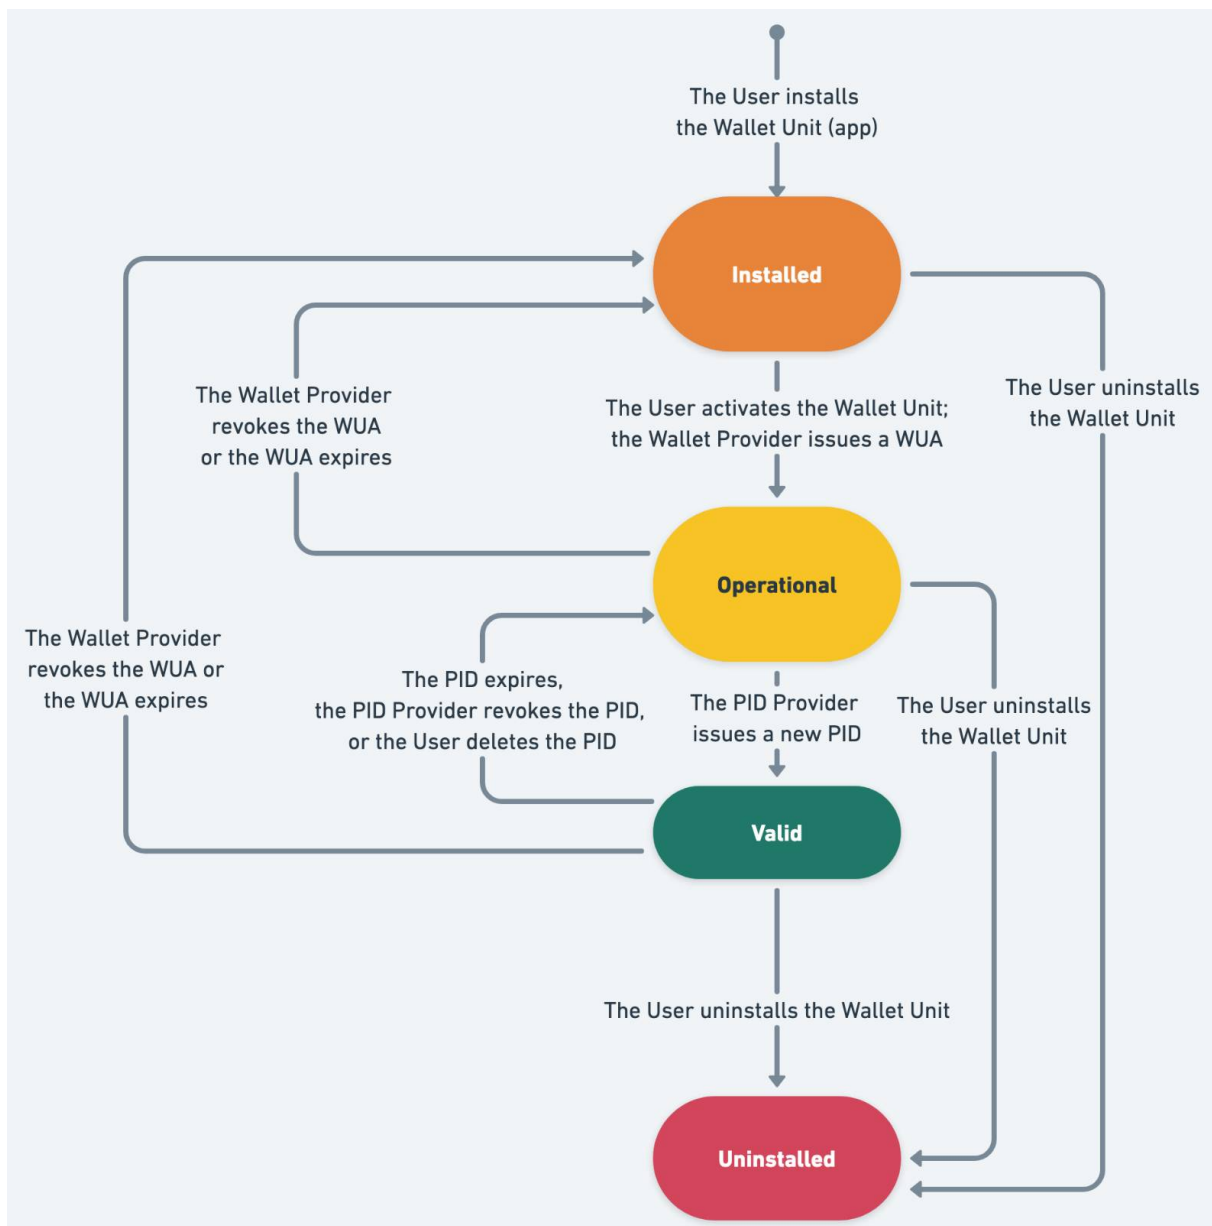 The User installs
the Wallet Unit (app)
Installed
The Wallet Provider
revokes the WUA
or the WUA expires
The User activates the Wallet Unit;
the Wallet Provider issues a WUA
The User uninstalls
the Wallet Unit
Operational
The Wallet Provider
revokes the WUA or
the WUA expires
The PID expires,
the PID Provider revokes the PID,
or the User deletes the PID
The PID Provider
issues a new PID
The User uninstalls
the Wallet Unit
Valid
The User uninstalls the Wallet Unit
Uninstalled